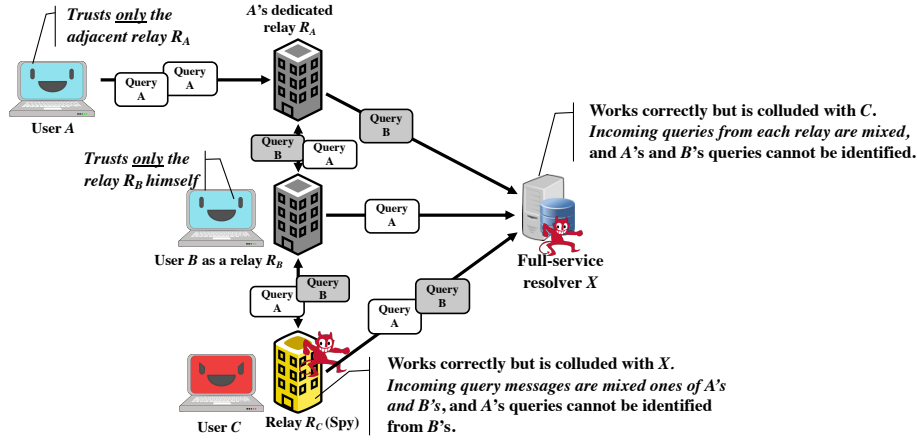 Trusts only the
adjacent relay RA
A's dedicated
relay RA
Query
A
Query
A
User A
Query
B
Works correctly but is colluded with C.
Incoming queries from each relay are mixed,
and A's and B's queries cannot be identified.
Query
B
Query
A
Trusts only the
relay RB himself
Query
A
User B as a relay RB
Full-service
resolver X
Query
A
Query
B
Query
A
Query
B
Works correctly but is colluded with X.
Incoming query messages are mixed ones of A's
and B's, and A's queries cannot be identified
from B's.
User C
Relay RC (Spy)